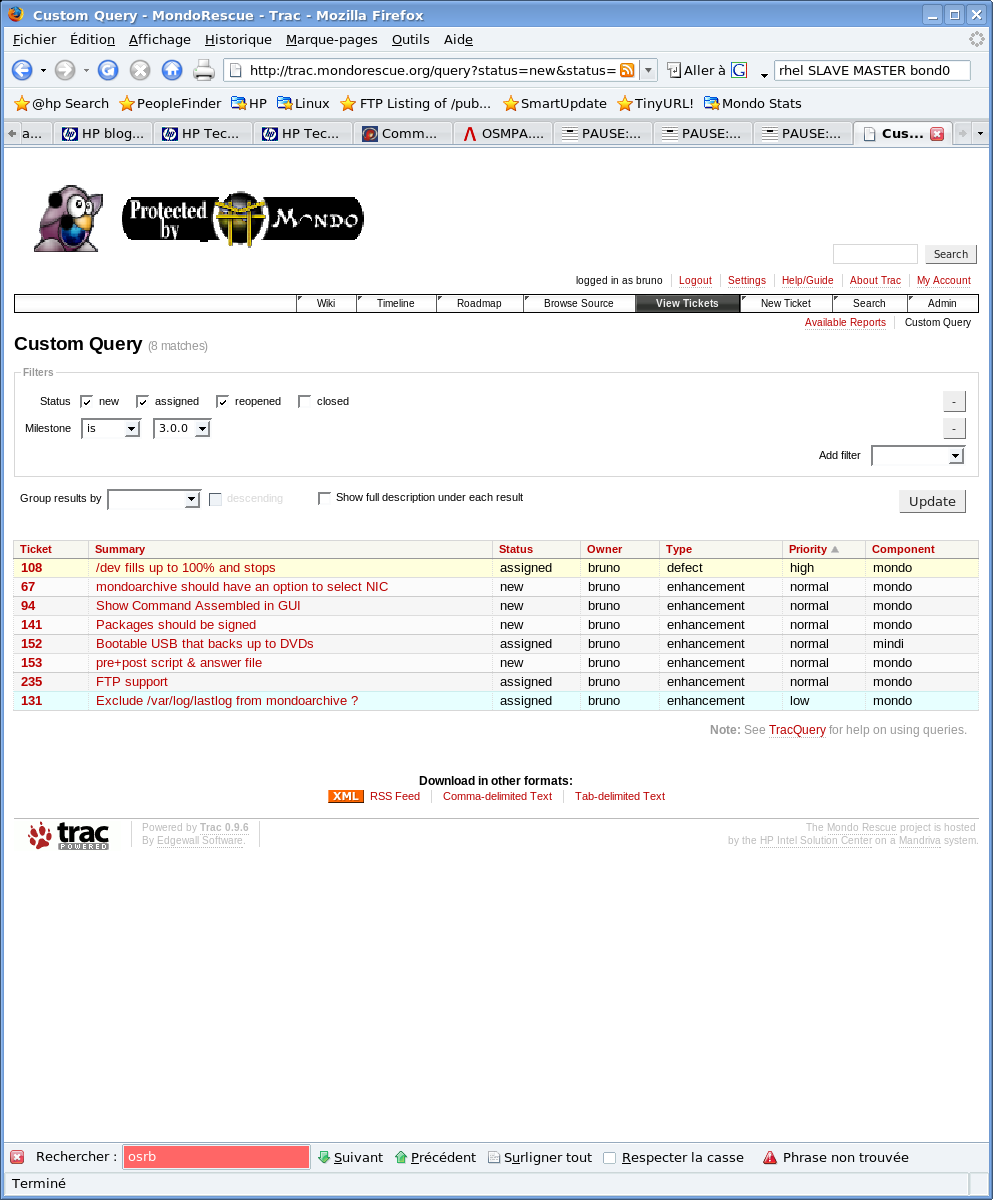 Custom Query - MondoRescue - Trac - Mozilla Firefox
Fichier Édition Affichage Historique Marque-pages Outils Aide
http://trac.mondorescue.org/query?status=new&status= Aller à G rhel SLAVE MASTER bond0
@hp Search PeopleFinder HP Linux FTP Listing of /pub... SmartUpdate TinyURL! Mondo Stats
a... HP blog... HP Tec... HP Tec... Comm... OSMPA.... PAUSE:... PAUSE:... PAUSE:... Cus...
Protected by Mondo
Search
logged in as bruno Logout Settings Help/Guide About Trac My Account
Wiki Timeline Roadmap Browse Source View Tickets New Ticket Search Admin
Available Reports Custom Query
Custom Query (8 matches)
Filters
Status new assigned reopened closed -
Milestone is 3.0.0 -
Add filter
Group results by descending Show full description under each result Update
Ticket Summary Status Owner Type Priority Component
108 /dev fills up to 100% and stops assigned bruno defect high mondo
67 mondoarchive should have an option to select NIC new bruno enhancement normal mondo
94 Show Command Assembled in GUI new bruno enhancement normal mondo
141 Packages should be signed new bruno enhancement normal mondo
152 Bootable USB that backs up to DVDs assigned bruno enhancement normal mindi
153 pre+post script & answer file new bruno enhancement normal mondo
235 FTP support assigned bruno enhancement normal mondo
131 Exclude /var/log/lastlog from mondoarchive ? assigned bruno enhancement low mondo
Note: See TracQuery for help on using queries.
Download in other formats:
XML RSS Feed Comma-delimited Text Tab-delimited Text
trac POWERED
Powered by Trac 0.9.6
By Edgewall Software.
The Mondo Rescue project is hosted
by the HP Intel Solution Center on a Mandriva system.
Rechercher : osrb Suivant Précédent Surligner tout Respecter la casse Phrase non trouvée
Terminé